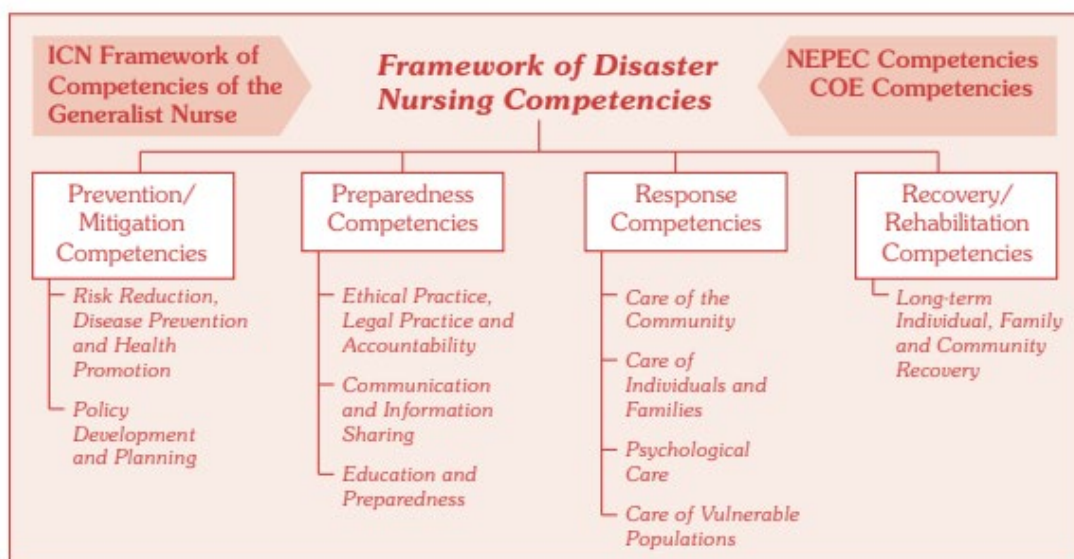 ICN Framework of
Competencies of the
Generalist Nurse
Framework of Disaster
Nursing Competencies
NEPEC Competencies
COE Competencies
Prevention/
Mitigation
Competencies
Risk Reduction,
Disease Prevention
and Health
Promotion
Policy
Development
and Planning
Preparedness
Competencies
Ethical Practice,
Legal Practice and
Accountability
Communication
and Information
Sharing
Education and
Preparedness
Response
Competencies
Care of the
Community
Care of
Individuals and
Families
Psychological
Care
Care of Vulnerable
Populations
Recovery/
Rehabilitation
Competencies
Long-term
Individual, Family
and Community
Recovery